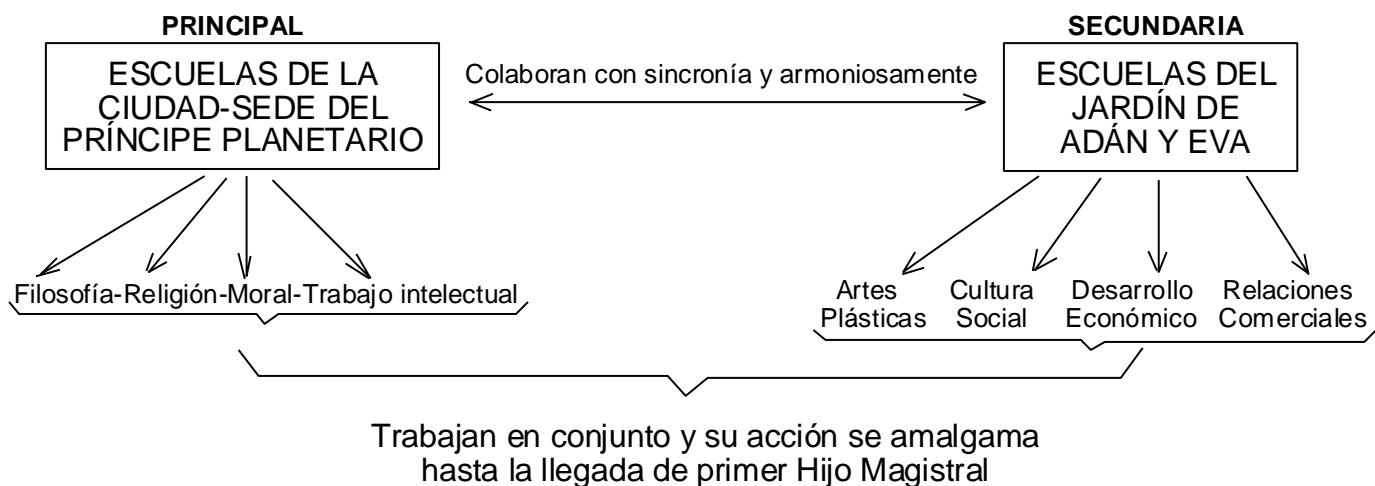 PRINCIPAL
ESCUELAS DE LA
CIUDAD-SEDE DEL
PRÍNCIPE PLANETARIO
Colaboran con sincronía y armoniosamente
SECUNDARIA
ESCUELAS DEL
JARDÍN DE
ADÁN Y EVA
Filosofía-Religión-Moral-Trabajo intelectual
Artes
Plásticas
Cultura
Social
Desarrollo
Económico
Relaciones
Comerciales
Trabajan en conjunto y su acción se amalgama
hasta la llegada de primer Hijo Magistral